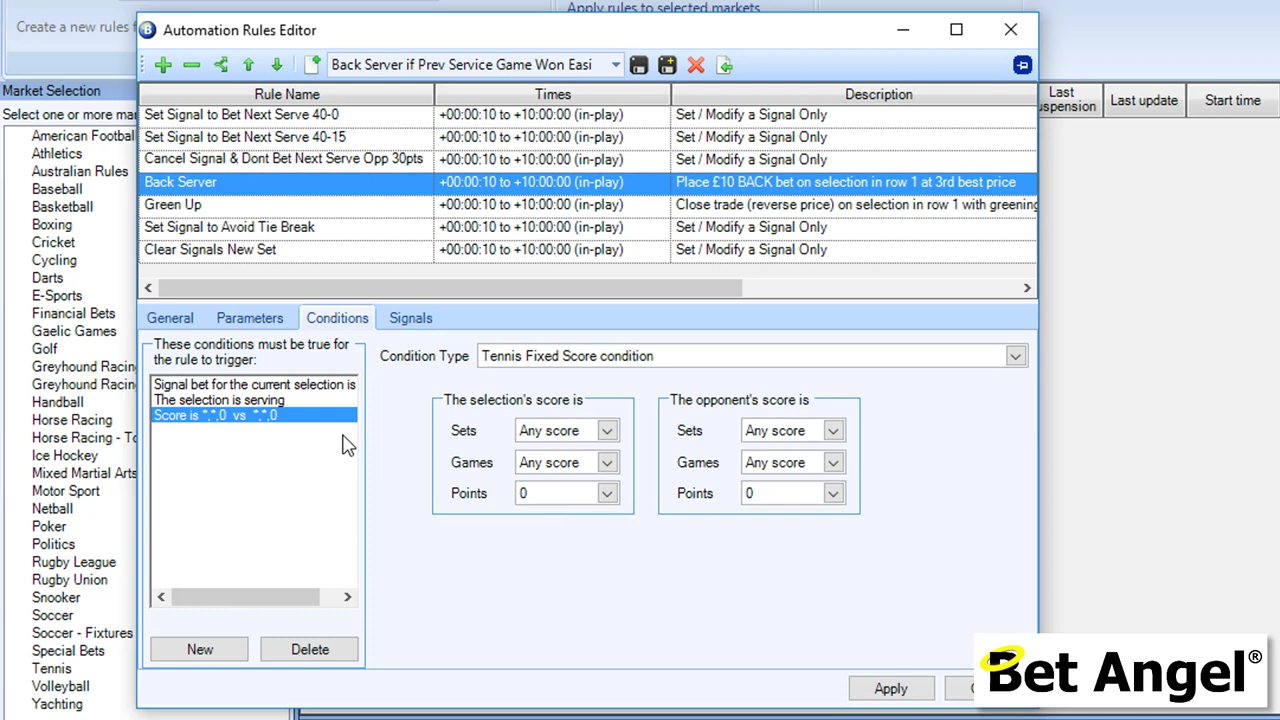 Apply rules to selected markets
Create a new rules f
Automation Rules Editor
Back Server if Prev Service Game Won Easi
Market Selection
Select one or more mar
American Footbal
Athletics
Australian Rules
Baseball
Basketball
Boxing
Cricket
Cycling
Darts
E-Sports
Financial Bets
Gaelic Games
Golf
Greyhound Racing
Greyhound Racing
Handball
Horse Racing
Horse Racing - To
Ice Hockey
Mixed Martial Arts
Motor Sport
Netball
Poker
Politics
Rugby League
Rugby Union
Snooker
Soccer
Soccer - Fixtures
Special Bets
Tennis
Volleyball
Yachting
Rule Name Times Description
Set Signal to Bet Next Serve 40-0 +00:00:10 to +10:00:00 (in-play) Set / Modify a Signal Only
Set Signal to Bet Next Serve 40-15 +00:00:10 to +10:00:00 (in-play) Set / Modify a Signal Only
Cancel Signal & Dont Bet Next Serve Opp 30pts +00:00:10 to +10:00:00 (in-play) Set / Modify a Signal Only
Back Server +00:00:10 to +10:00:00 (in-play) Place £10 BACK bet on selection in row 1 at 3rd best price
Green Up +00:00:10 to +10:00:00 (in-play) Close trade (reverse price) on selection in row 1 with greening
Set Signal to Avoid Tie Break +00:00:10 to +10:00:00 (in-play) Set / Modify a Signal Only
Clear Signals New Set +00:00:10 to +10:00:00 (in-play) Set / Modify a Signal Only
General Parameters Conditions Signals
These conditions must be true for
the rule to trigger:
Signal bet for the current selection is
The selection is serving
Score is *,*,0 vs *,*,0
New Delete
Condition Type Tennis Fixed Score condition
The selection's score is
Sets Any score
Games Any score
Points 0
The opponent's score is
Sets Any score
Games Any score
Points 0
Apply
Last
uspension
Last update
Start time
Bet Angel®